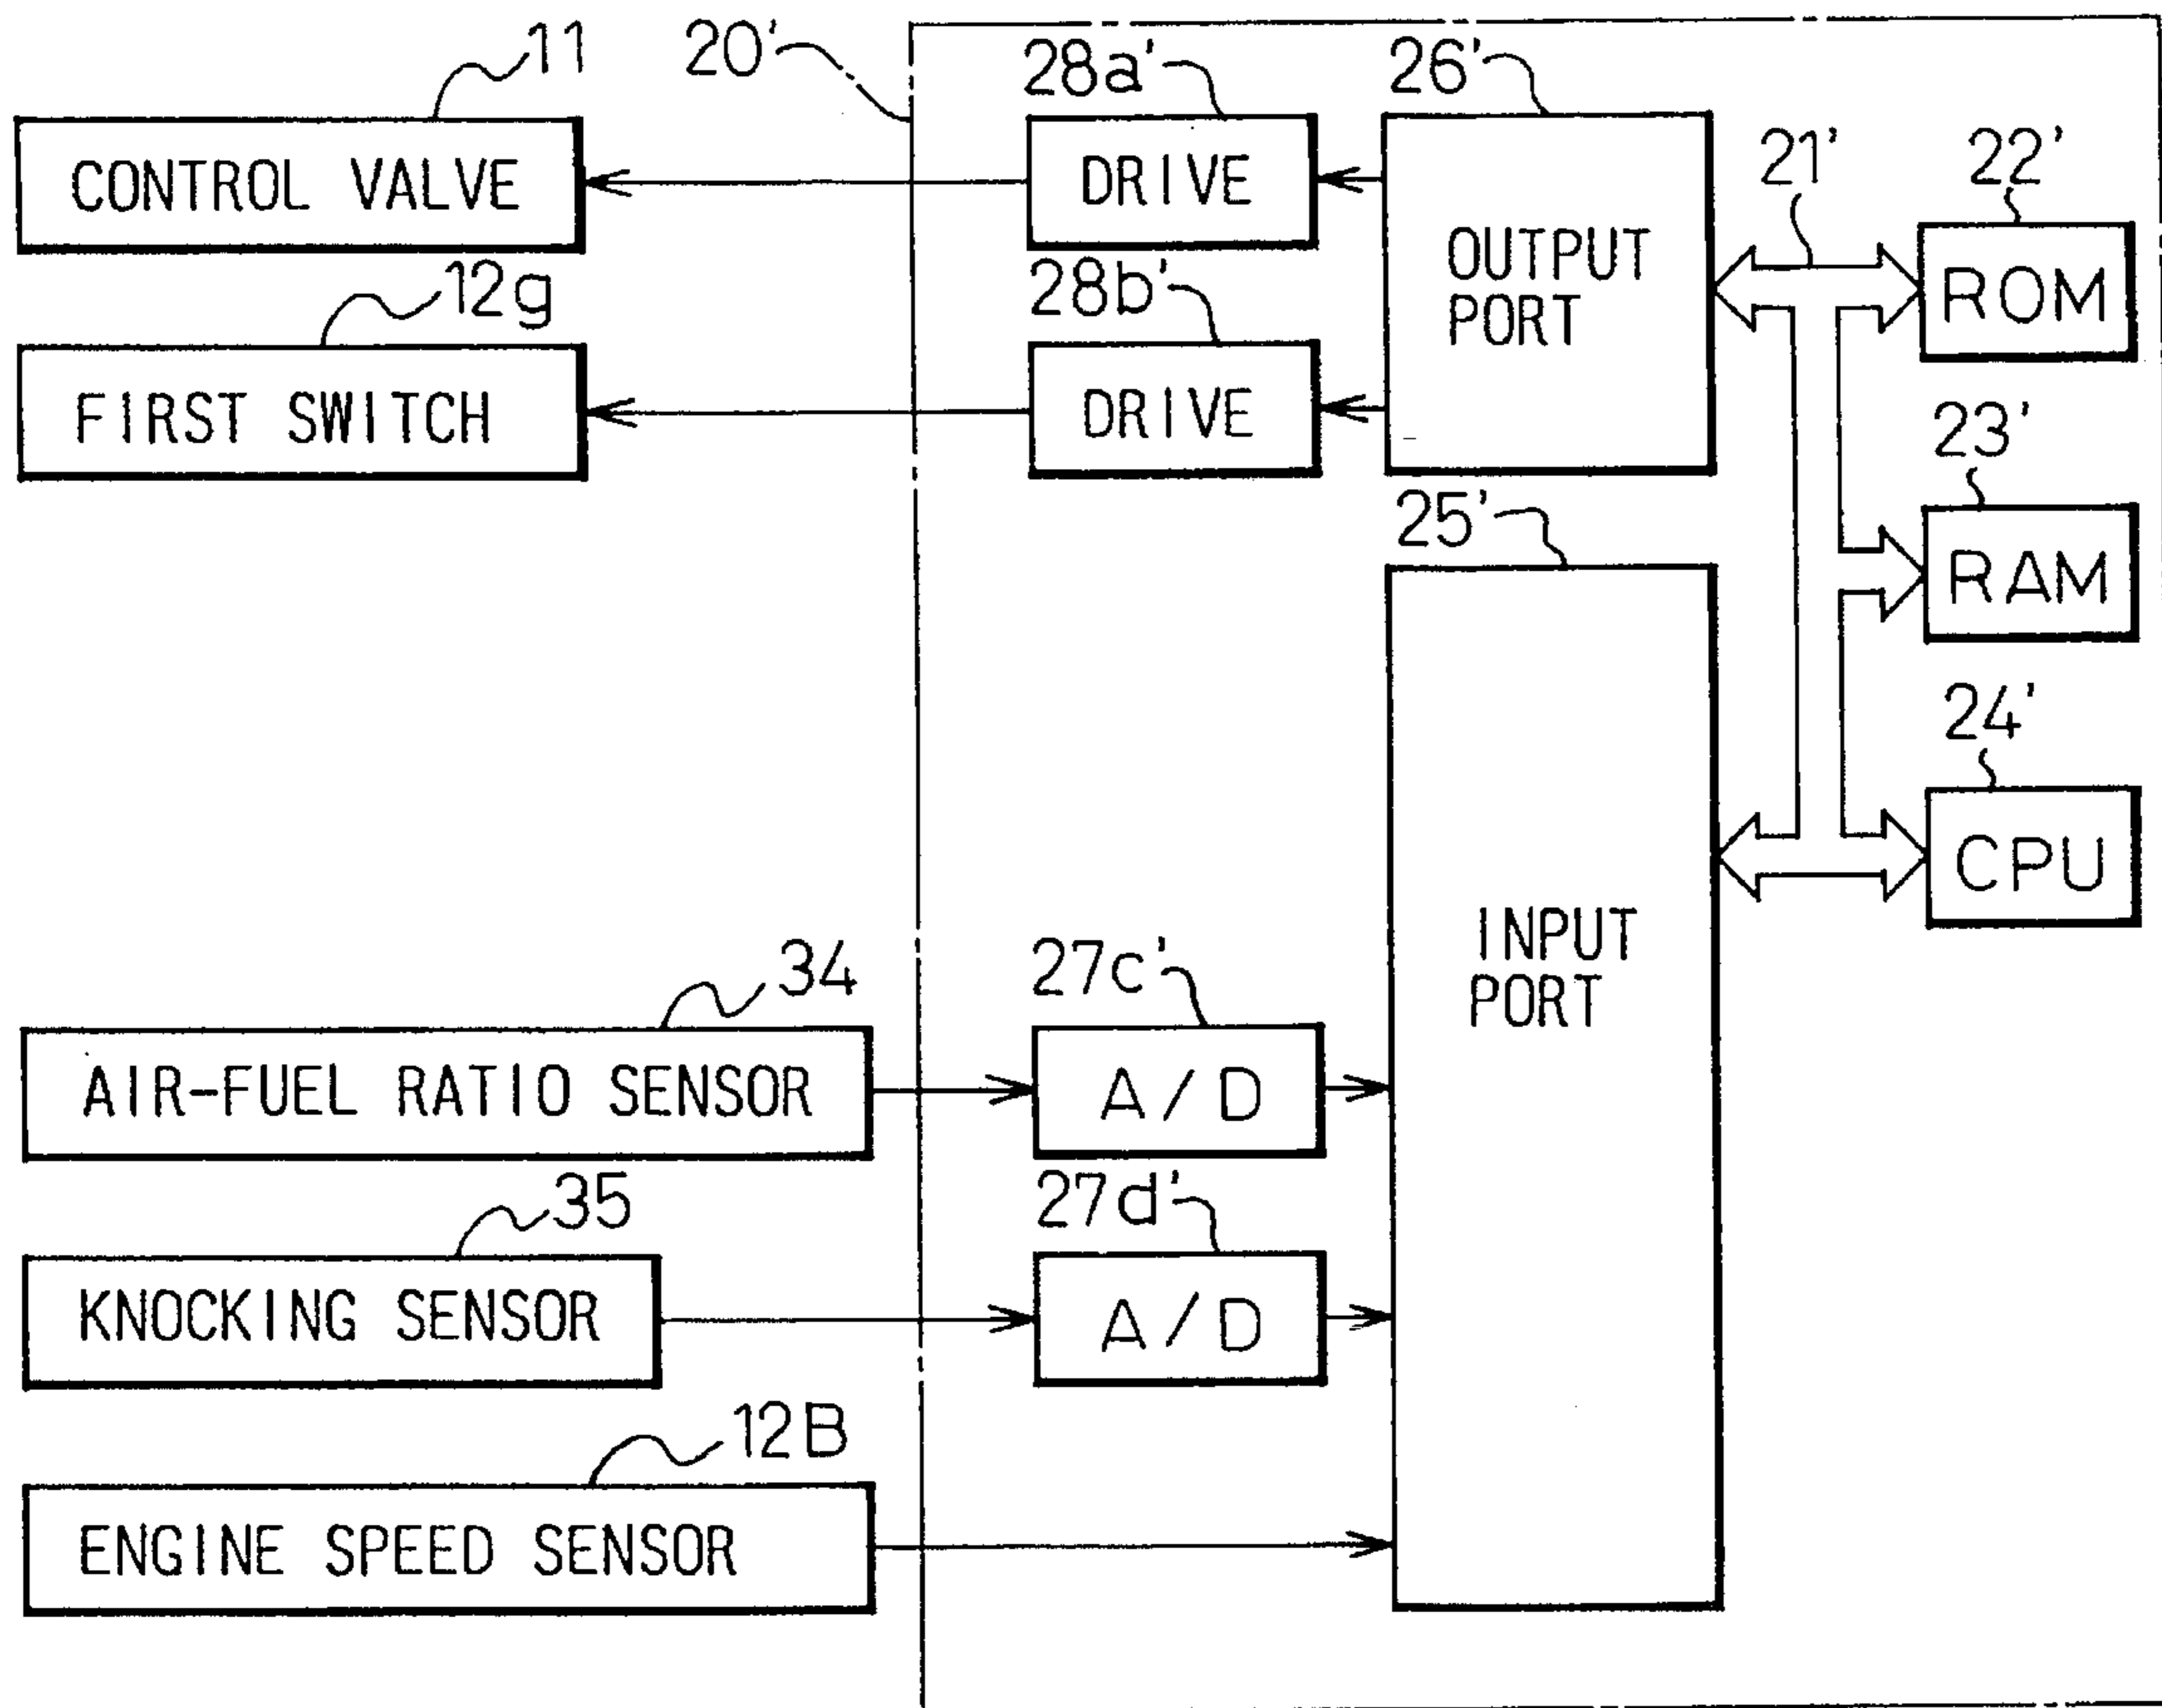 11
20'
28a'
26'
CONTROL VALVE
DRIVE
OUTPUT
PORT
21'
22'
ROM
12g
28b'
FIRST SWITCH
DRIVE
23'
RAM
25'
24'
CPU
INPUT
PORT
34
27c'
AIR-FUEL RATIO SENSOR
A/D
35
27d'
KNOCKING SENSOR
A/D
12B
ENGINE SPEED SENSOR